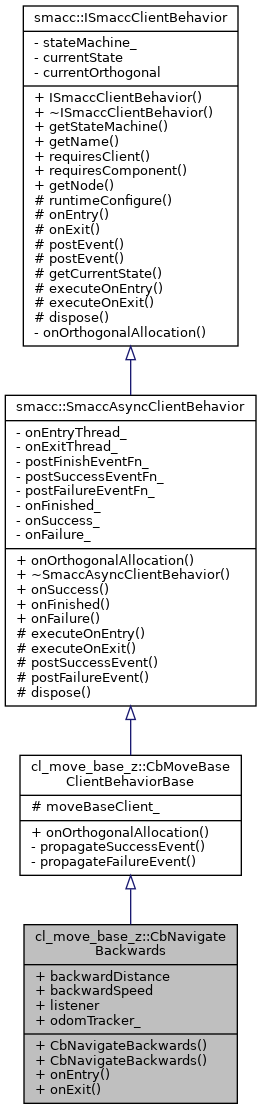 smacc::ISmaccClientBehavior
- stateMachine_
- currentState
- currentOrthogonal
+ ISmaccClientBehavior()
+ ~ISmaccClientBehavior()
+ getStateMachine()
+ getName()
+ requiresClient()
+ requiresComponent()
+ getNode()
# runtimeConfigure()
# onEntry()
# onExit()
# postEvent()
# postEvent()
# getCurrentState()
# executeOnEntry()
# executeOnExit()
# dispose()
- onOrthogonalAllocation()
smacc::SmaccAsyncClientBehavior
- onEntryThread_
- onExitThread_
- postFinishEventFn_
- postSuccessEventFn_
- postFailureEventFn_
- onFinished_
- onSuccess_
- onFailure_
+ onOrthogonalAllocation()
+ ~SmaccAsyncClientBehavior()
+ onSuccess()
+ onFinished()
+ onFailure()
# executeOnEntry()
# executeOnExit()
# postSuccessEvent()
# postFailureEvent()
# dispose()
cl_move_base_z::CbMoveBase
ClientBehaviorBase
# moveBaseClient_
+ onOrthogonalAllocation()
- propagateSuccessEvent()
- propagateFailureEvent()
cl_move_base_z::CbNavigate
Backwards
+ backwardDistance
+ backwardSpeed
+ listener
+ odomTracker_
+ CbNavigateBackwards()
+ CbNavigateBackwards()
+ onEntry()
+ onExit()